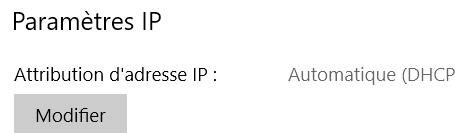 Paramètres IP
Attribution d'adresse IP : Automatique (DHCP
Modifier